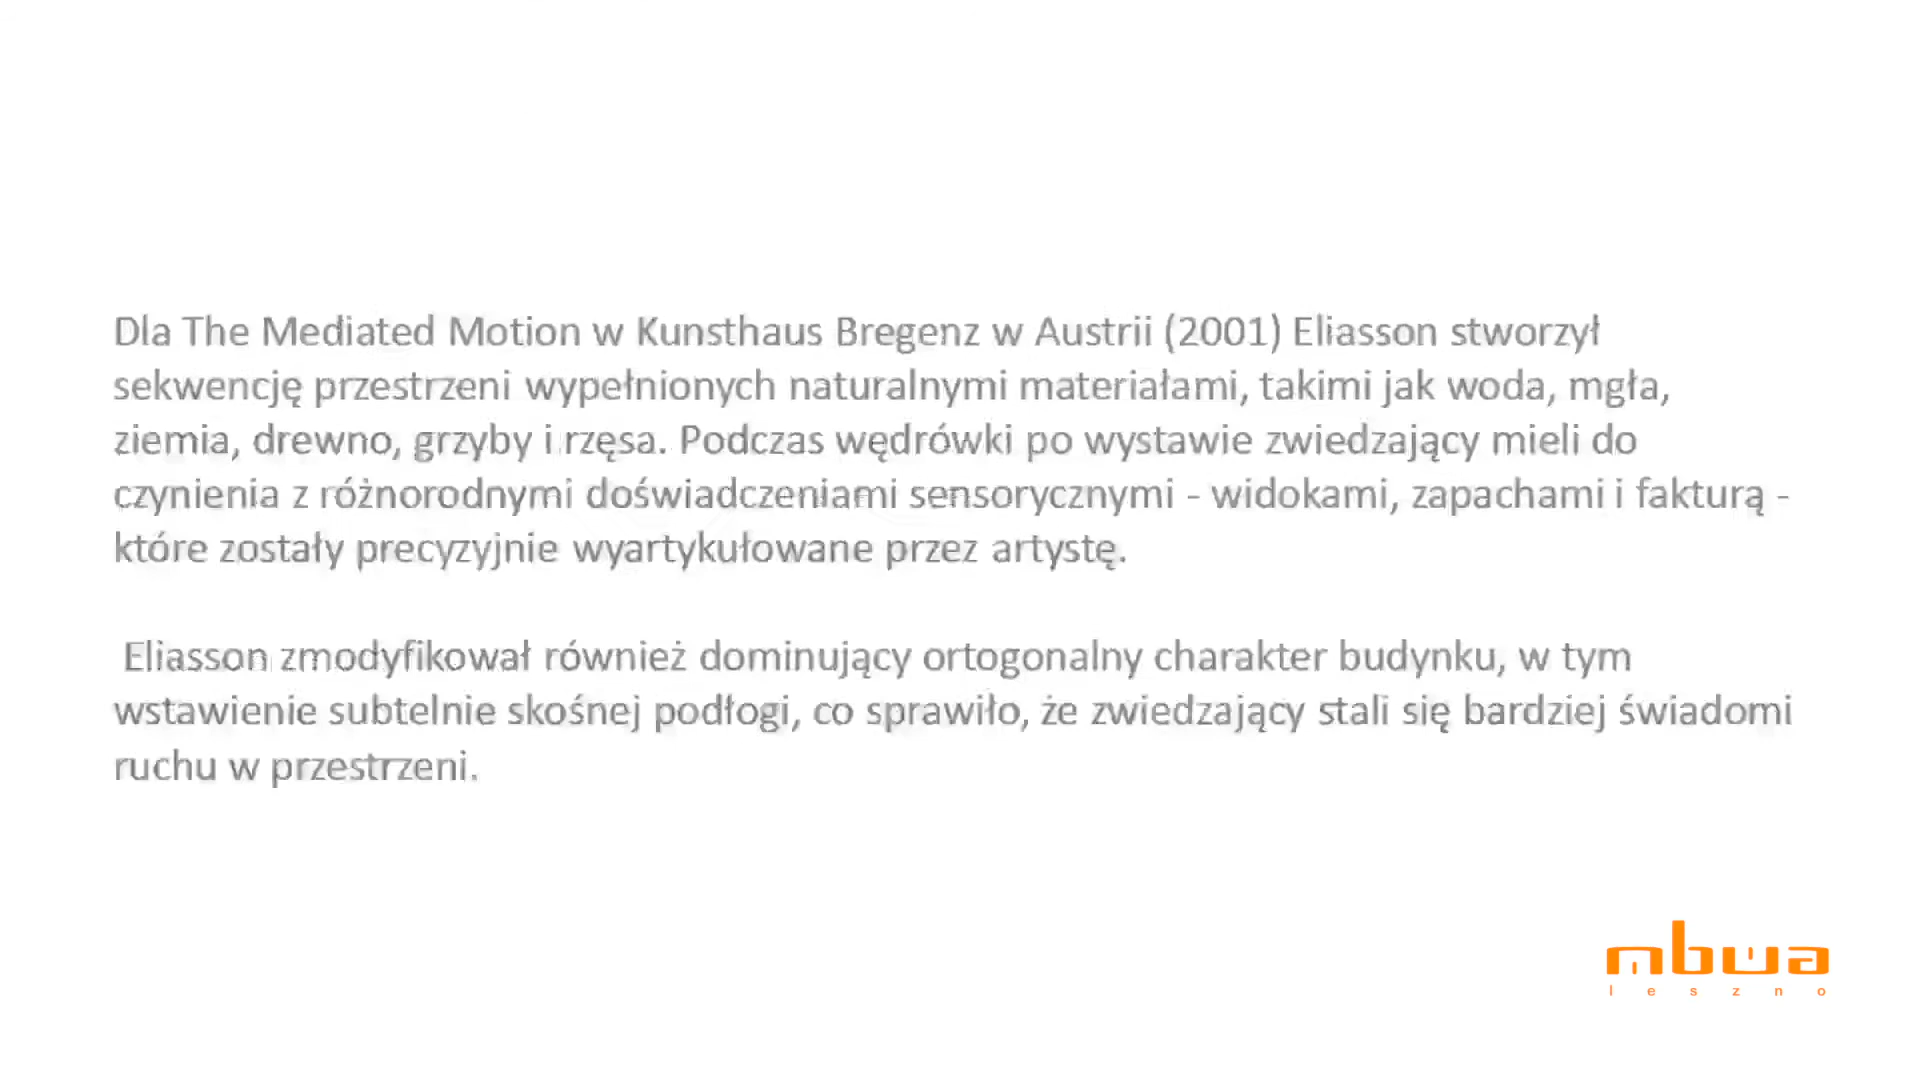 Dla The Mediated Motion w Kunsthaus Bregenz w Austrii (2001) Eliasson stworzył
sekwencję przestrzeni wypełnionych naturalnymi materiałami, takimi jak woda, mgła,
ziemia, drewno, grzyby i rzęsa. Podczas wędrówki po wystawie zwiedzający mieli do
czynienia z różnorodnymi doświadczeniami sensorycznymi - widokami, zapachami i fakturą -
które zostały precyzyjnie wyartykułowane przez artystę.
Eliasson zmodyfikował również dominujący ortogonalny charakter budynku, w tym
wstawienie subtelnie skośnej podłogi, co sprawiło, że zwiedzający stali się bardziej świadomi
ruchu w przestrzeni.
mbwa
leszno